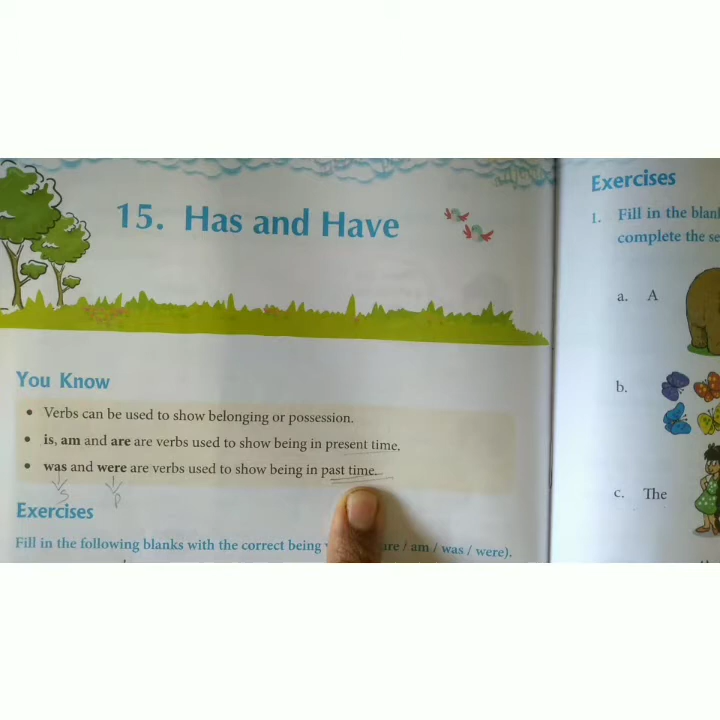 15. Has and Have
You Know
• Verbs can be used to show belonging or possession.
• is, am and are are verbs used to show being in present time.
• was and were are verbs used to show being in past time.
S P
Exercises
Fill in the following blanks with the correct being are / am / was / were).
Exercises
1. Fill in the
complete the
a. A
b.
c. The